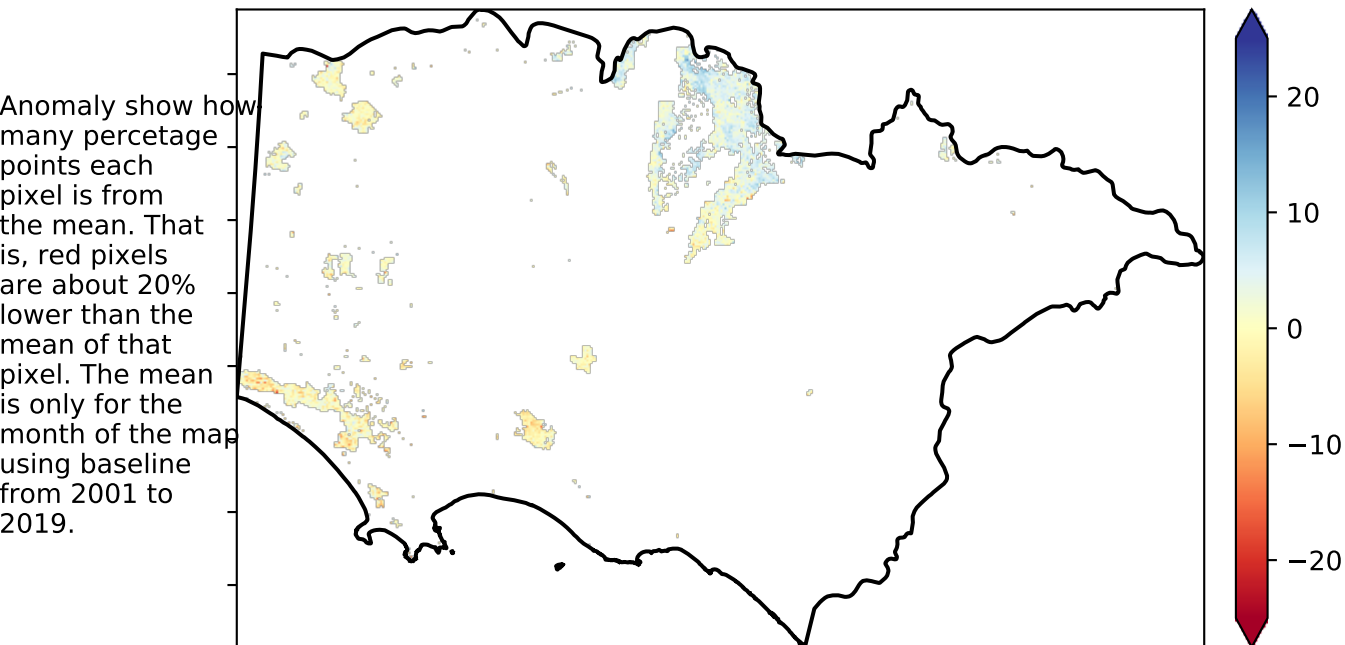 Anomaly show how
many percetage
points each
pixel is from
the mean. That
is, red pixels
are about 20%
lower than the
mean of that
pixel. The mean
is only for the
month of the map
using baseline
from 2001 to
2019.
20
10
0
−10
−20